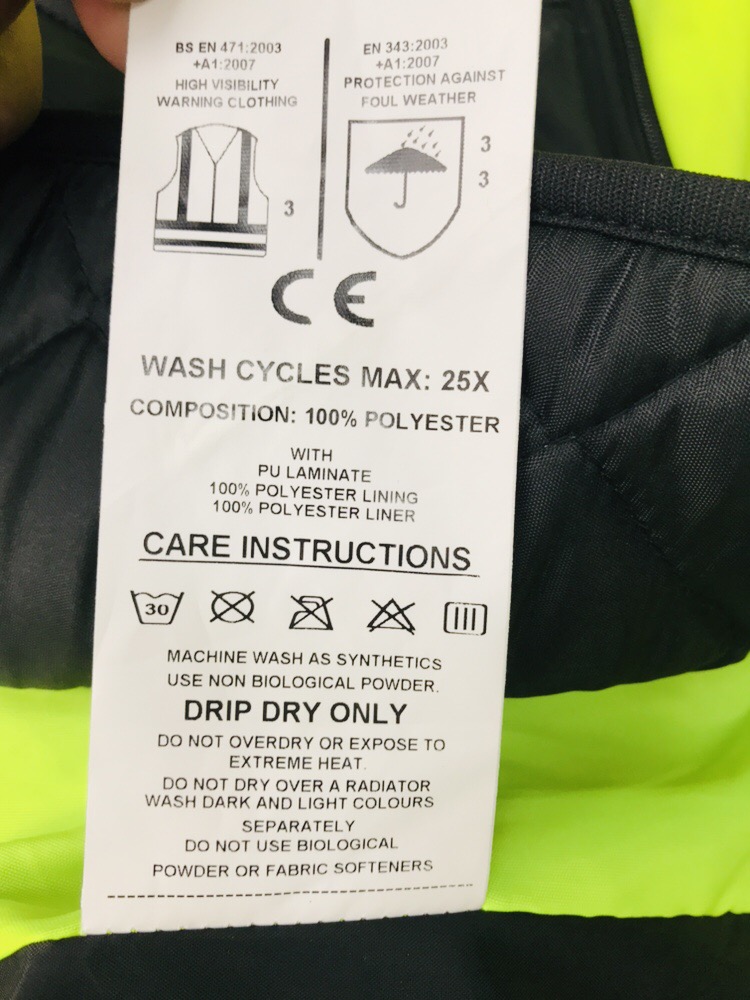 BS EN 471:2003
+A1:2007
HIGH VISIBILITY
WARNING CLOTHING
3
EN 343:2003
+A1:2007
PROTECTION AGAINST
FOUL WEATHER
3
3
CE
WASH CYCLES MAX: 25X
COMPOSITION: 100% POLYESTER
WITH
PU LAMINATE
100% POLYESTER LINING
100% POLYESTER LINER
CARE INSTRUCTIONS
30
MACHINE WASH AS SYNTHETICS
USE NON BIOLOGICAL POWDER.
DRIP DRY ONLY
DO NOT OVERDRY OR EXPOSE TO
EXTREME HEAT.
DO NOT DRY OVER A RADIATOR
WASH DARK AND LIGHT COLOURS
SEPARATELY
DO NOT USE BIOLOGICAL
POWDER OR FABRIC SOFTENERS